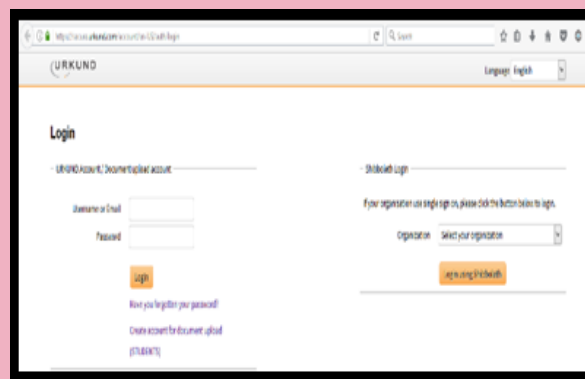 Search
URKUND
Language: English
Login
URKUND Account / Document upload account
Username or Email
Password
Login
Have you forgotten your password?
Create account for document upload
(STUDENTS)
Shibboleth Login
If your organization use single sign on, please click the button below to login.
Organization Select your organization
Login using Shibboleth